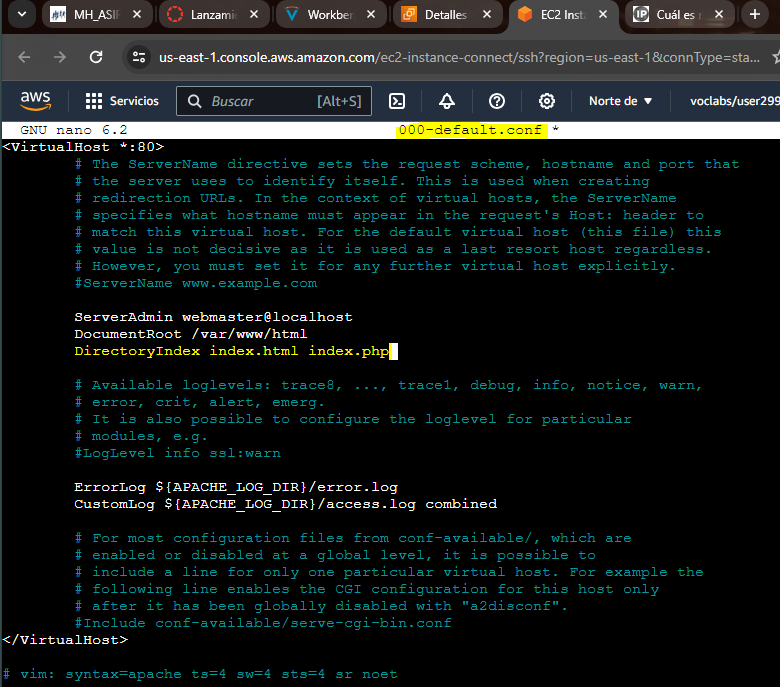 MH_ASIF
Lanzami
Workben
Detalles
EC2 Inst
Cuál es
us-east-1.console.aws.amazon.com/ec2-instance-connect/ssh?region=us-east-1&connType=sta...
aws Servicios Buscar [Alt+S] Norte de voclabs/user299
GNU nano 6.2 000-default.conf *
<VirtualHost *:80>
# The ServerName directive sets the request scheme, hostname and port that
# the server uses to identify itself. This is used when creating
# redirection URLs. In the context of virtual hosts, the ServerName
# specifies what hostname must appear in the request's Host: header to
# match this virtual host. For the default virtual host (this file) this
# value is not decisive as it is used as a last resort host regardless.
# However, you must set it for any further virtual host explicitly.
#ServerName www.example.com
ServerAdmin webmaster@localhost
DocumentRoot /var/www/html
DirectoryIndex index.html index.php
# Available loglevels: trace8, ..., trace1, debug, info, notice, warn,
# error, crit, alert, emerg.
# It is also possible to configure the loglevel for particular
# modules, e.g.
#LogLevel info ssl:warn
ErrorLog ${APACHE_LOG_DIR}/error.log
CustomLog ${APACHE_LOG_DIR}/access.log combined
# For most configuration files from conf-available/, which are
# enabled or disabled at a global level, it is possible to
# include a line for only one particular virtual host. For example the
# following line enables the CGI configuration for this host only
# after it has been globally disabled with "a2disconf".
#Include conf-available/serve-cgi-bin.conf
</VirtualHost>
# vim: syntax=apache ts=4 sw=4 sts=4 sr noet